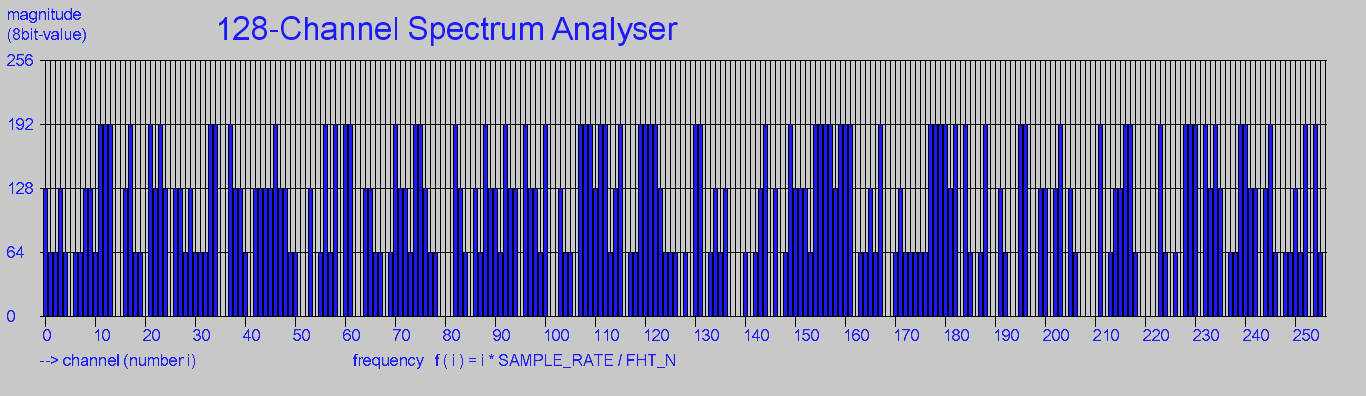 magnitude
(8bit-value)
128-Channel Spectrum Analyser
256
192
128
64
0
0 10 20 30 40 50 60 70 80 90 100 110 120 130 140 150 160 170 180 190 200 210 220 230 240 250
--> channel (number i)
frequency f ( i ) = i * SAMPLE_RATE / FHT_N